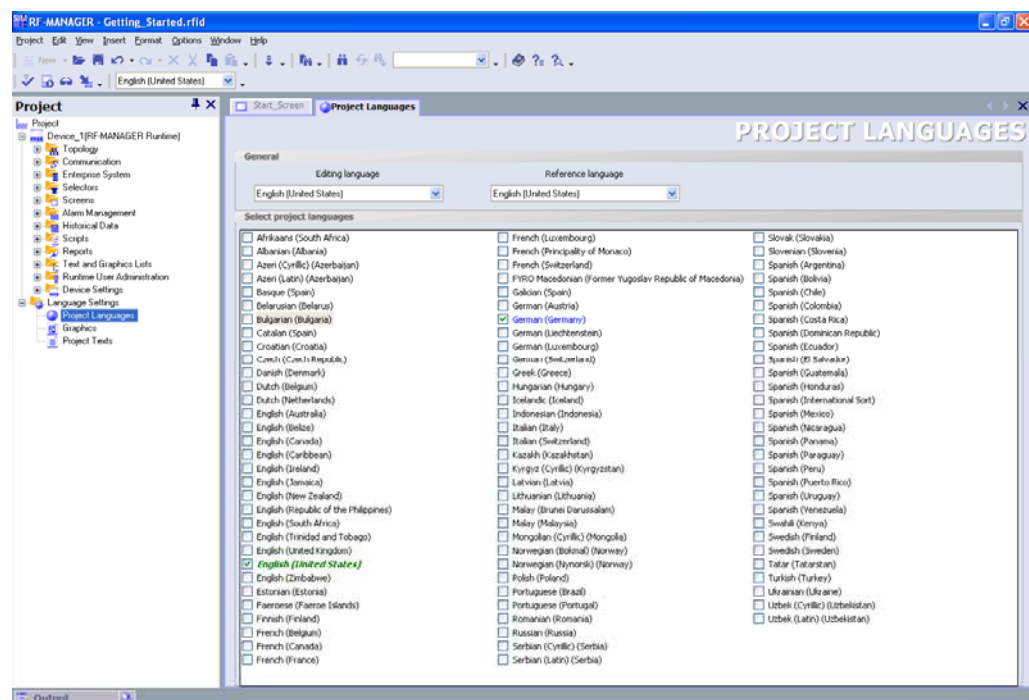 RF-MANAGER - Getting_Started.rfid
Project Edit View Insert Format Options Window Help
New
English (United States)
Project
Start_Screen Project Languages
Project
Device_1(RF-MANAGER Runtime)
Topology
Communication
Enterprise System
Selectors
Screens
Alarm Management
Historical Data
Scripts
Reports
Text and Graphics Lists
Runtime User Administration
Device Settings
Language Settings
Project Languages
Graphics
Project Texts
PROJECT LANGUAGES
General
Editing language Reference language
English (United States) English (United States)
Select project languages
Afrikaans (South Africa)
Albanian (Albania)
Azeri (Cyrillic) (Azerbaijan)
Azeri (Latin) (Azerbaijan)
Basque (Spain)
Belarusian (Belarus)
Bulgarian (Bulgaria)
Catalan (Spain)
Croatian (Croatia)
Czech (Czech Republic)
Danish (Denmark)
Dutch (Belgium)
Dutch (Netherlands)
English (Australia)
English (Belize)
English (Canada)
English (Caribbean)
English (Ireland)
English (Jamaica)
English (New Zealand)
English (Republic of the Philippines)
English (South Africa)
English (Trinidad and Tobago)
English (United Kingdom)
English (United States)
English (Zimbabwe)
Estonian (Estonia)
Faeroese (Faeroe Islands)
Finnish (Finland)
French (Belgium)
French (Canada)
French (France)
French (Luxembourg)
French (Principality of Monaco)
French (Switzerland)
FYRO Macedonian (Former Yugoslav Republic of Macedonia)
Galician (Spain)
German (Austria)
German (Germany)
German (Liechtenstein)
German (Luxembourg)
German (Switzerland)
Greek (Greece)
Hungarian (Hungary)
Icelandic (Iceland)
Indonesian (Indonesia)
Italian (Italy)
Italian (Switzerland)
Kazakh (Kazakhstan)
Kyrgyz (Cyrillic) (Kyrgyzstan)
Latvian (Latvia)
Lithuanian (Lithuania)
Malay (Brunei Darussalam)
Malay (Malaysia)
Mongolian (Cyrillic) (Mongolia)
Norwegian (Bokmal) (Norway)
Norwegian (Nynorsk) (Norway)
Polish (Poland)
Portuguese (Brazil)
Portuguese (Portugal)
Romanian (Romania)
Russian (Russia)
Serbian (Cyrillic) (Serbia)
Serbian (Latin) (Serbia)
Slovak (Slovakia)
Slovenian (Slovenia)
Spanish (Argentina)
Spanish (Bolivia)
Spanish (Chile)
Spanish (Colombia)
Spanish (Costa Rica)
Spanish (Dominican Republic)
Spanish (Ecuador)
Spanish (El Salvador)
Spanish (Guatemala)
Spanish (Honduras)
Spanish (International Sort)
Spanish (Mexico)
Spanish (Nicaragua)
Spanish (Panama)
Spanish (Paraguay)
Spanish (Peru)
Spanish (Puerto Rico)
Spanish (Uruguay)
Spanish (Venezuela)
Swahili (Kenya)
Swedish (Finland)
Swedish (Sweden)
Tatar (Tatarstan)
Turkish (Turkey)
Ukrainian (Ukraine)
Uzbek (Cyrillic) (Uzbekistan)
Uzbek (Latin) (Uzbekistan)
Output